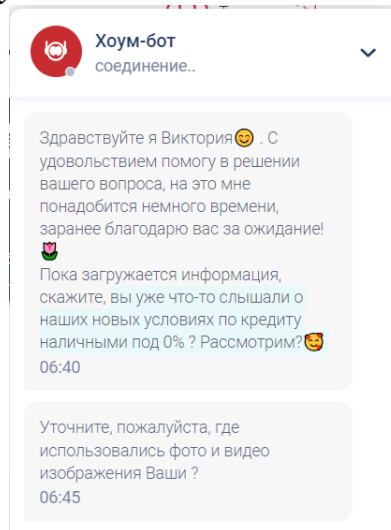 Хоум-бот
соединение..
Здравствуйте я Виктория😊 . С
удовольствием помогу в решении
вашего вопроса, на это мне
понадобится немного времени,
заранее благодарю вас за ожидание!
🌷
Пока загружается информация,
скажите, вы уже что-то слышали о
наших новых условиях по кредиту
наличными под 0% ? Рассмотрим?🥰
06:40
Уточните, пожалуйста, где
использовались фото и видео
изображения Ваши ?
06:45